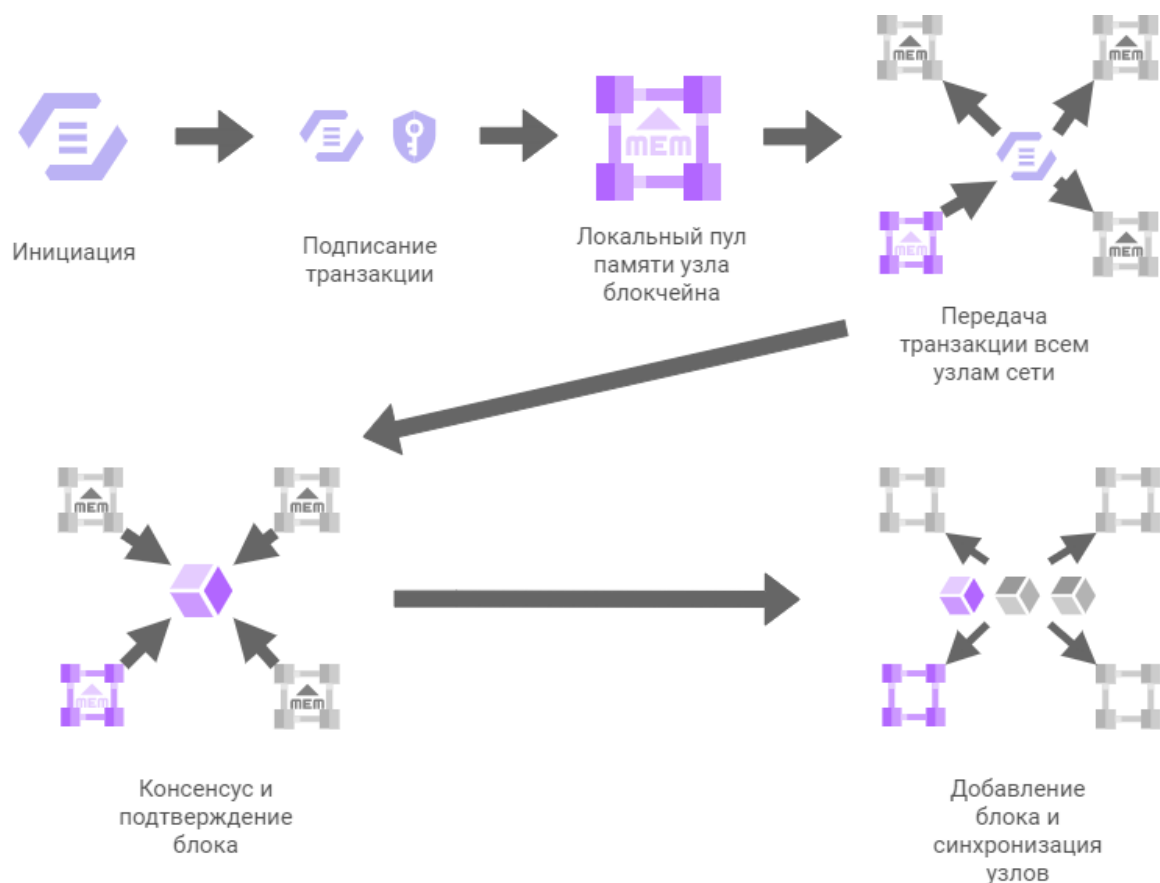 mem
mem
mem
Инициация
Подписание
транзакции
Локальный пул
памяти узла
блокчейна
mem
mem
Передача
транзакции всем
узлам сети
mem
mem
mem
mem
Консенсус и
подтверждение
блока
Добавление
блока и
синхронизация
узлов